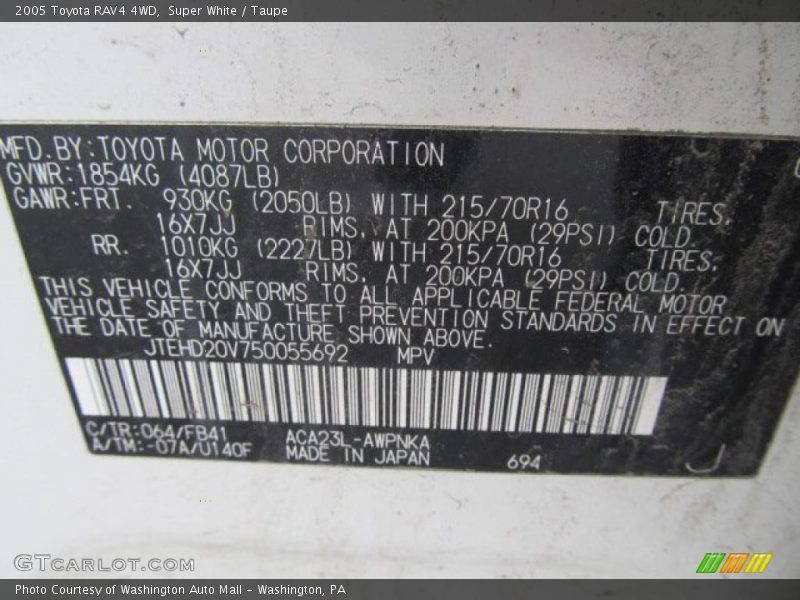 2005 Toyota RAV4 4WD,  Super White / Taupe
MFD.BY:TOYOTA MOTOR CORPORATION
GVWR:1854KG (4087LB)
GAWR:FRT. 930KG (2050LB) WITH 215/70R16 TIRES,
16X7JJ RIMS, AT 200KPA (29PSI) COLD.
RR. 1010KG (2227LB) WITH 215/70R16 TIRES,
16X7JJ RIMS, AT 200KPA (29PSI) COLD.
THIS VEHICLE CONFORMS TO ALL APPLICABLE FEDERAL MOTOR
VEHICLE SAFETY AND THEFT PREVENTION STANDARDS IN EFFECT ON
THE DATE OF MANUFACTURE SHOWN ABOVE.
JTEHD20V750055692 MPV
C/TR:064/FB41 ACA23L-AWPNKA
A/TM:-07A/U140F MADE IN JAPAN 694 J
GTCARLOT.COM
Photo Courtesy of Washington Auto Mall - Washington, PA